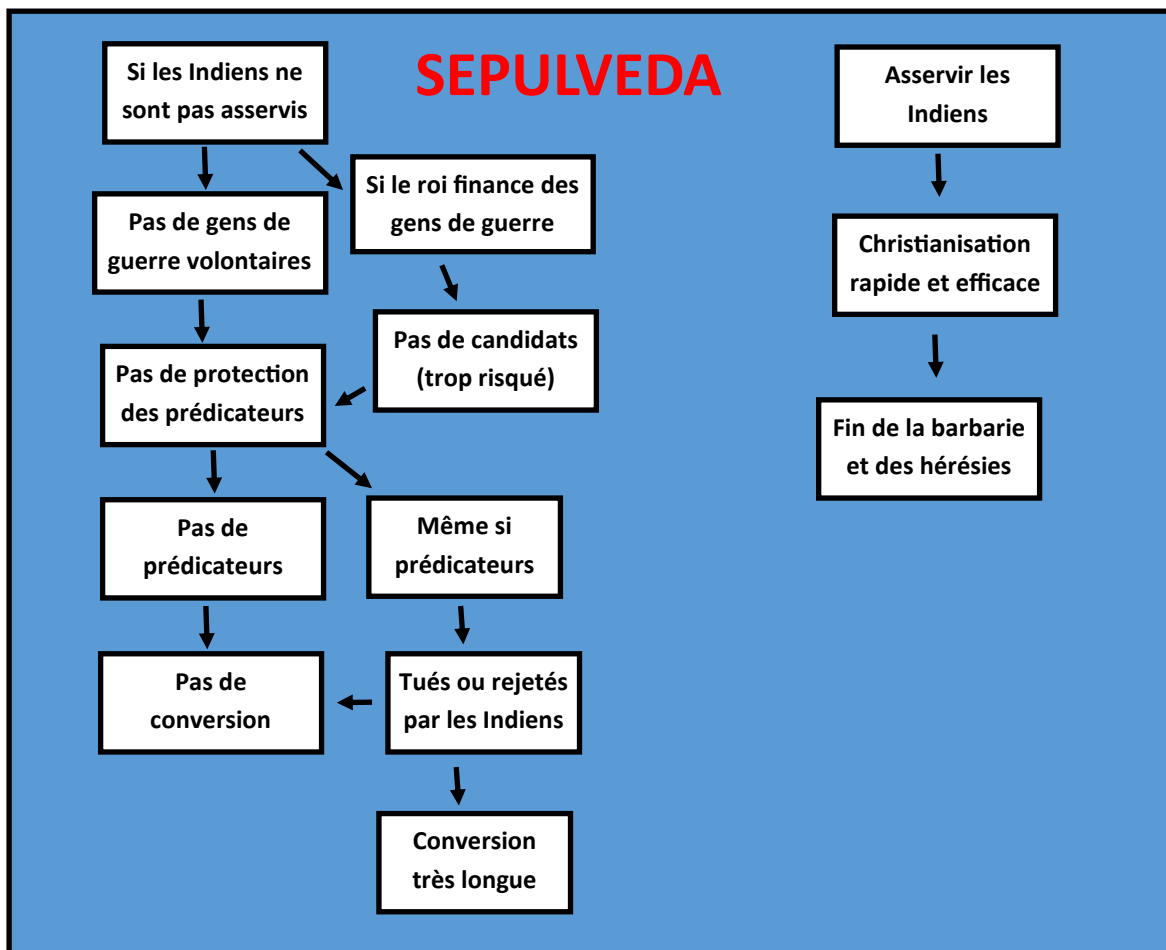 SEPULVEDA
Si les Indiens ne
sont pas asservis
Si le roi finance des
gens de guerre
Pas de gens de
guerre volontaires
Pas de candidats
(trop risqué)
Pas de protection
des prédicateurs
Pas de
prédicateurs
Même si
prédicateurs
Pas de
conversion
Tués ou rejetés
par les Indiens
Conversion
très longue
Asservir les
Indiens
Christianisation
rapide et efficace
Fin de la barbarie
et des hérésies